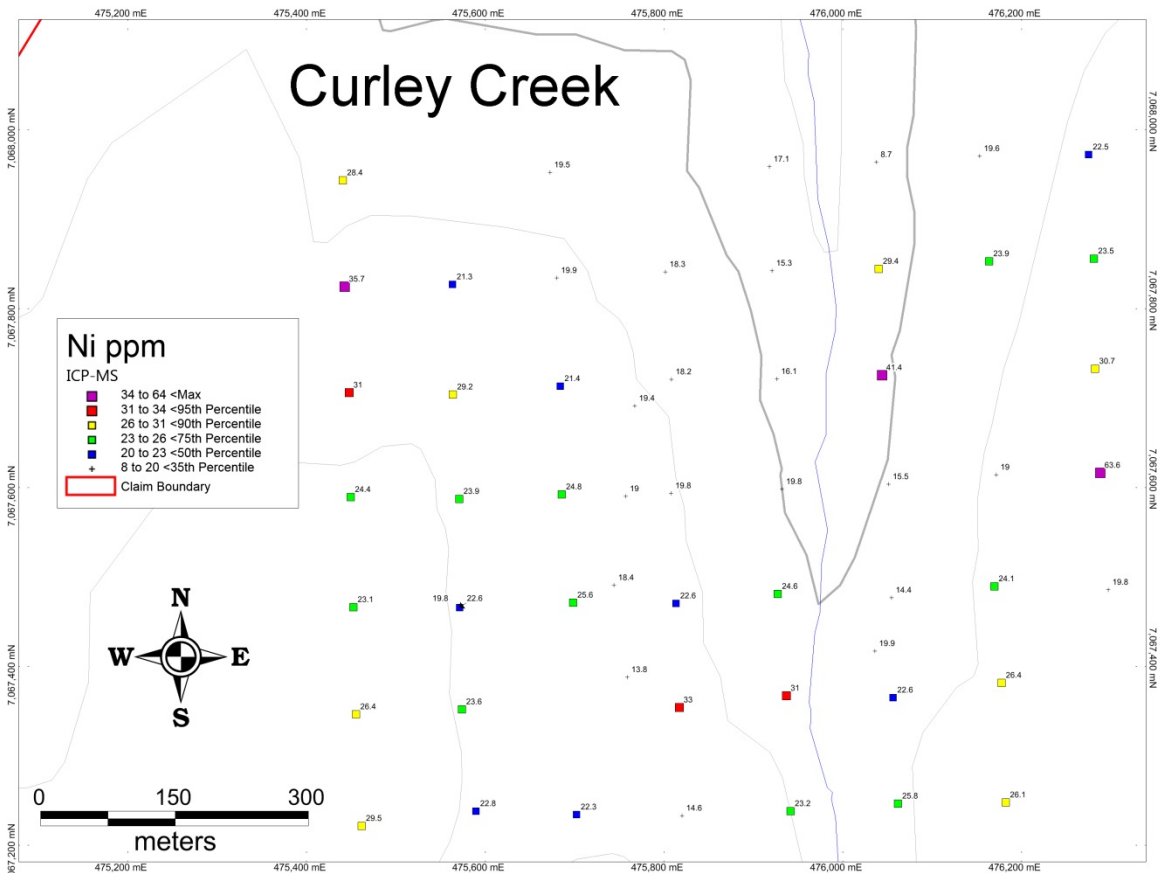 475,200 mE 475,400 mE 475,600 mE 475,800 mE 476,000 mE 476,200 mE
Curley Creek
7,068,000 mN 7,068,000 mN
28.4 19.5 17.1 8.7 19.6 22.5
35.7 21.3 19.9 18.3 15.3 29.4 23.9 23.5
7,067,800 mN 7,067,800 mN
Ni ppm
ICP-MS
34 to 64 <Max
31 to 34 <95th Percentile
26 to 31 <90th Percentile
23 to 26 <75th Percentile
20 to 23 <50th Percentile
8 to 20 <35th Percentile
Claim Boundary
31 29.2 21.4 19.4 18.2 16.1 41.4 30.7
7,067,600 mN 7,067,600 mN
24.4 23.9 24.8 19 19.8 19.8 15.5 19 63.6
23.1 19.8 22.6 25.6 18.4 22.6 24.6 14.4 24.1 19.8
N
W E
S
7,067,400 mN 7,067,400 mN
19.9
26.4 23.6 13.8 33 31 22.6 26.4
0 150 300
meters
29.5 22.8 22.3 14.6 23.2 25.8 26.1
067,200 mN 7,067,200 mN
475,200 mE 475,400 mE 475,600 mE 475,800 mE 476,000 mE 476,200 mE